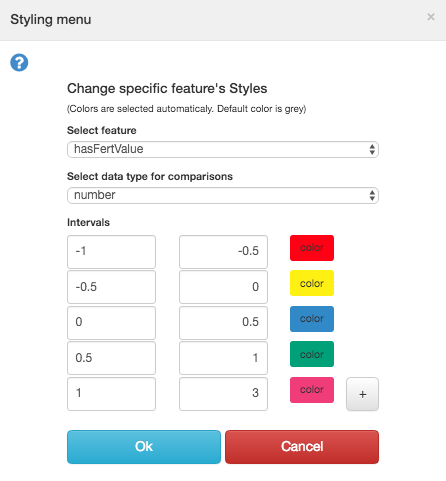 Styling menu ×
?
Change specific feature's Styles
(Colors are selected automaticaly. Default color is grey)
Select feature
hasFertValue
Select data type for comparisons
number
Intervals
-1 -0.5 color
-0.5 0 color
0 0.5 color
0.5 1 color
1 3 color +
Ok Cancel